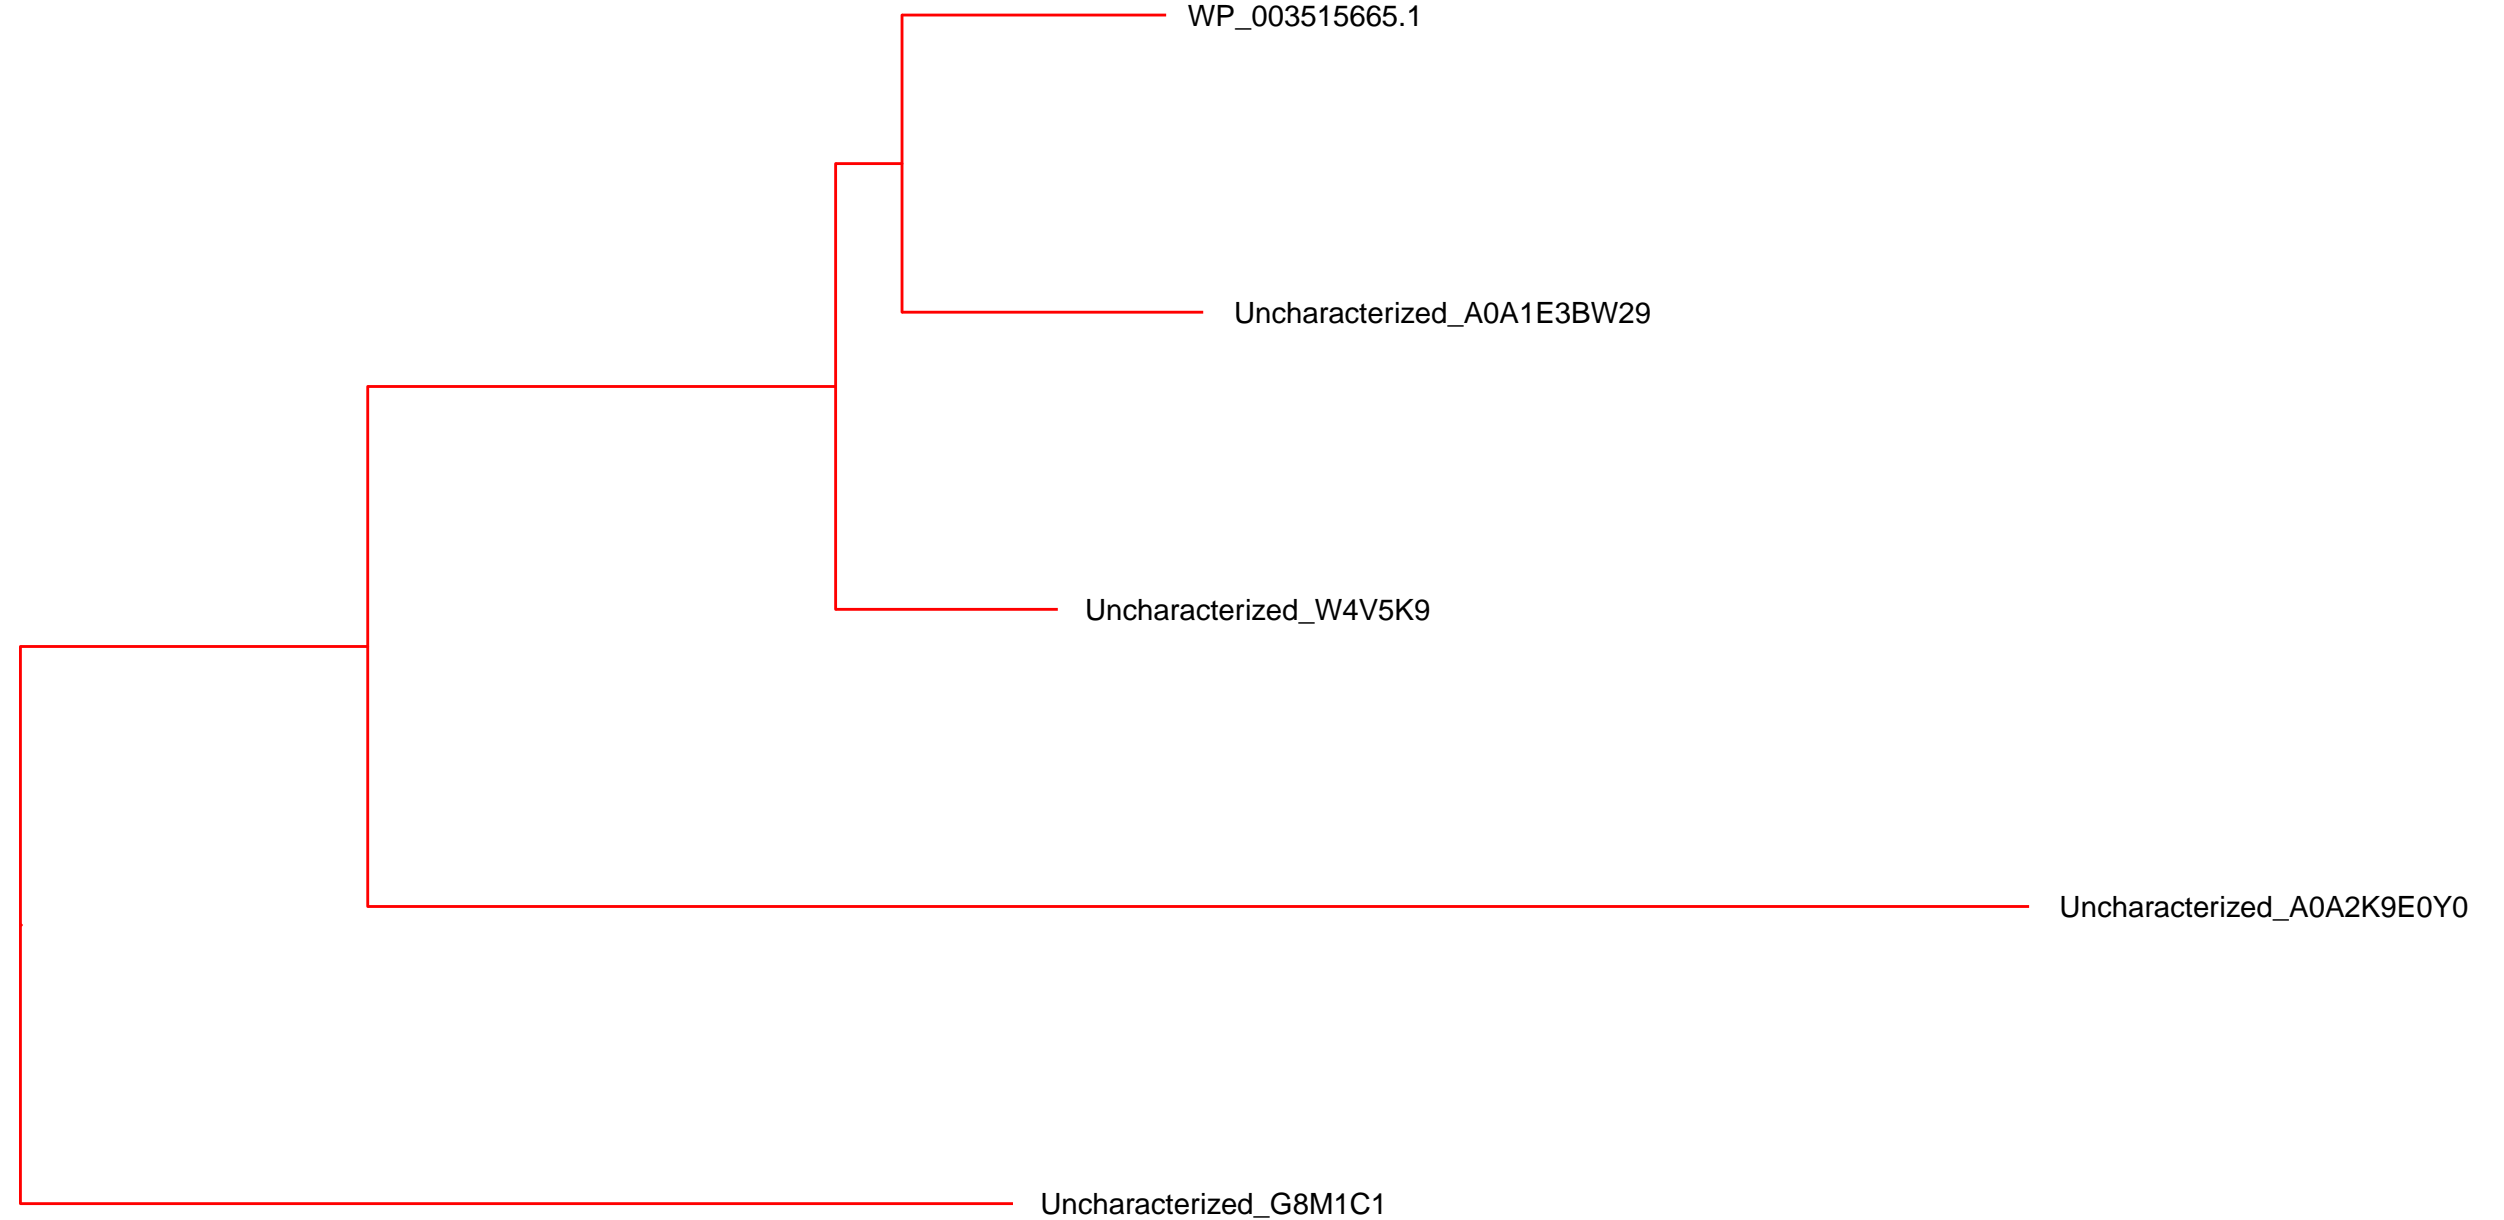 WP_003515665.1
Uncharacterized_A0A1E3BW29
Uncharacterized_W4V5K9
Uncharacterized_A0A2K9E0Y0
Uncharacterized_G8M1C1